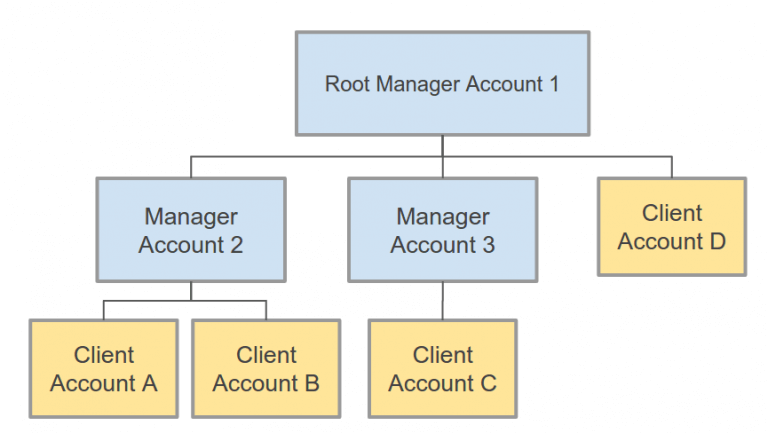 Root Manager Account 1
Manager
Account 2
Manager
Account 3
Client
Account D
Client
Account A
Client
Account B
Client
Account C